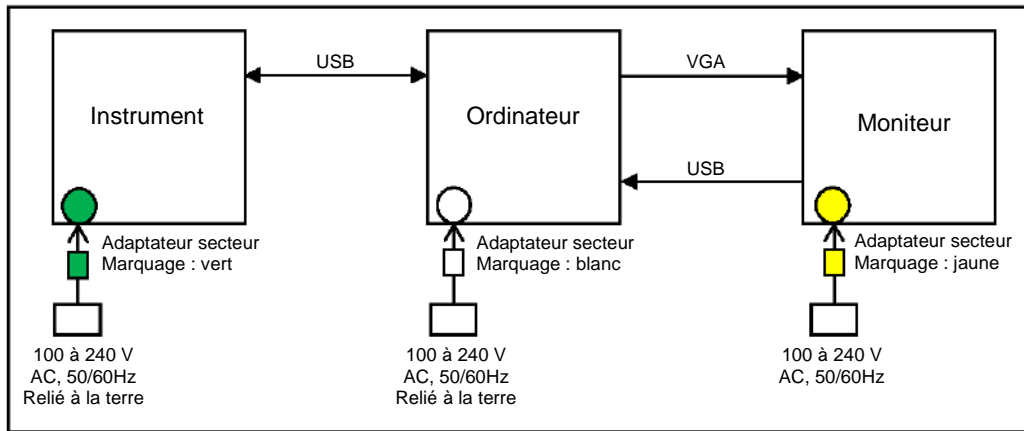 USB
VGA
Instrument
Ordinateur
Moniteur
USB
Adaptateur secteur
Marquage : vert
Adaptateur secteur
Marquage : blanc
Adaptateur secteur
Marquage : jaune
100 à 240 V
AC, 50/60Hz
Relié à la terre
100 à 240 V
AC, 50/60Hz
Relié à la terre
100 à 240 V
AC, 50/60Hz